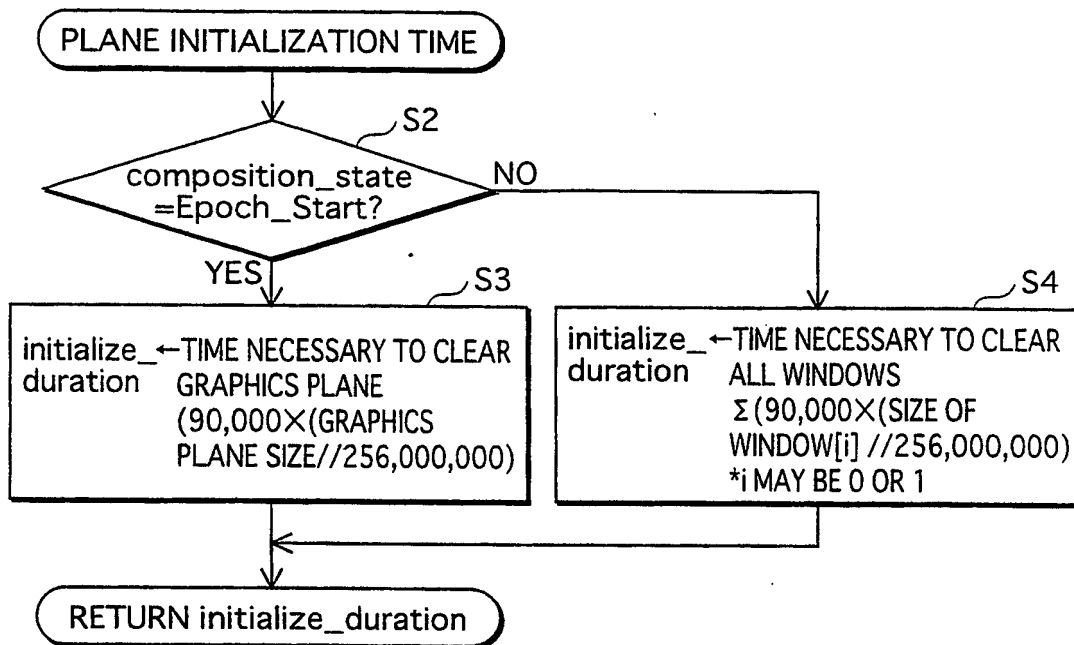 PLANE INITIALIZATION TIME
S2
composition_state
=Epoch_Start?
NO
YES
S3
initialize_ ←TIME NECESSARY TO CLEAR
duration GRAPHICS PLANE
(90,000×(GRAPHICS
PLANE SIZE//256,000,000)
S4
initialize_ ←TIME NECESSARY TO CLEAR
duration ALL WINDOWS
Σ(90,000×(SIZE OF
WINDOW[i] //256,000,000)
*i MAY BE 0 OR 1
RETURN initialize_duration